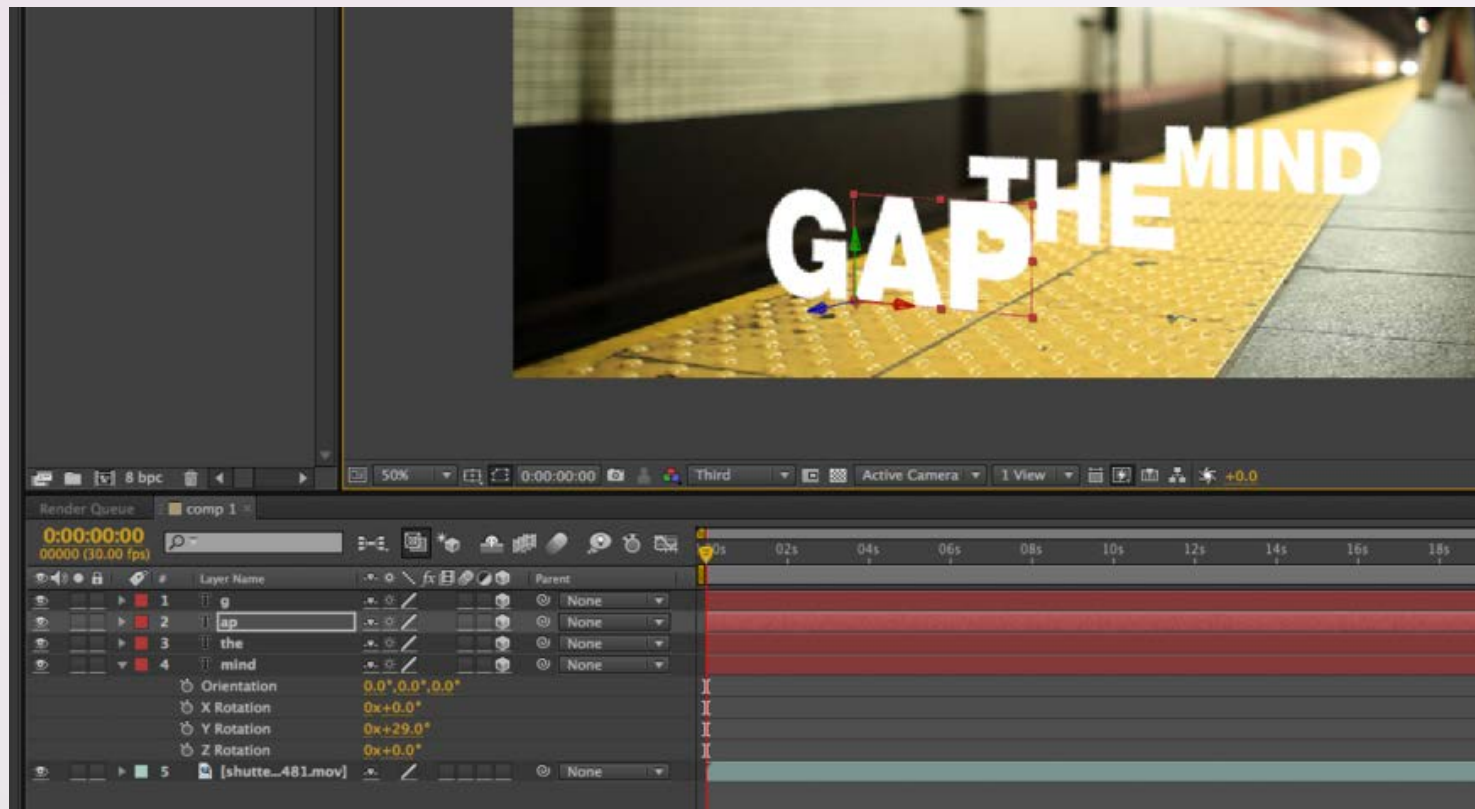 MIND
THE
GAP
8 bpc
50% 0:00:00:00 Third Active Camera 1 View +0.0
Render Queue comp 1
0:00:00:00
00000 (30.00 fps)
0s 02s 04s 06s 08s 10s 12s 14s 16s 18s
# Layer Name fx Parent
1 T g None
2 T ap None
3 T the None
4 T mind None
Orientation 0.0°,0.0°,0.0°
X Rotation 0x+0.0°
Y Rotation 0x+29.0°
Z Rotation 0x+0.0°
5 [shutte...481.mov] None